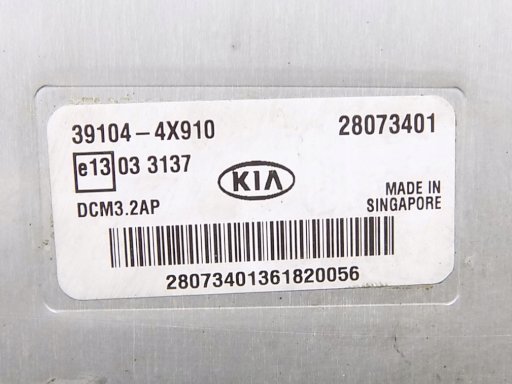 39104-4X910 28073401
e13 03 3137
KIA
DCM3.2AP
MADE IN
SINGAPORE
28073401361820056